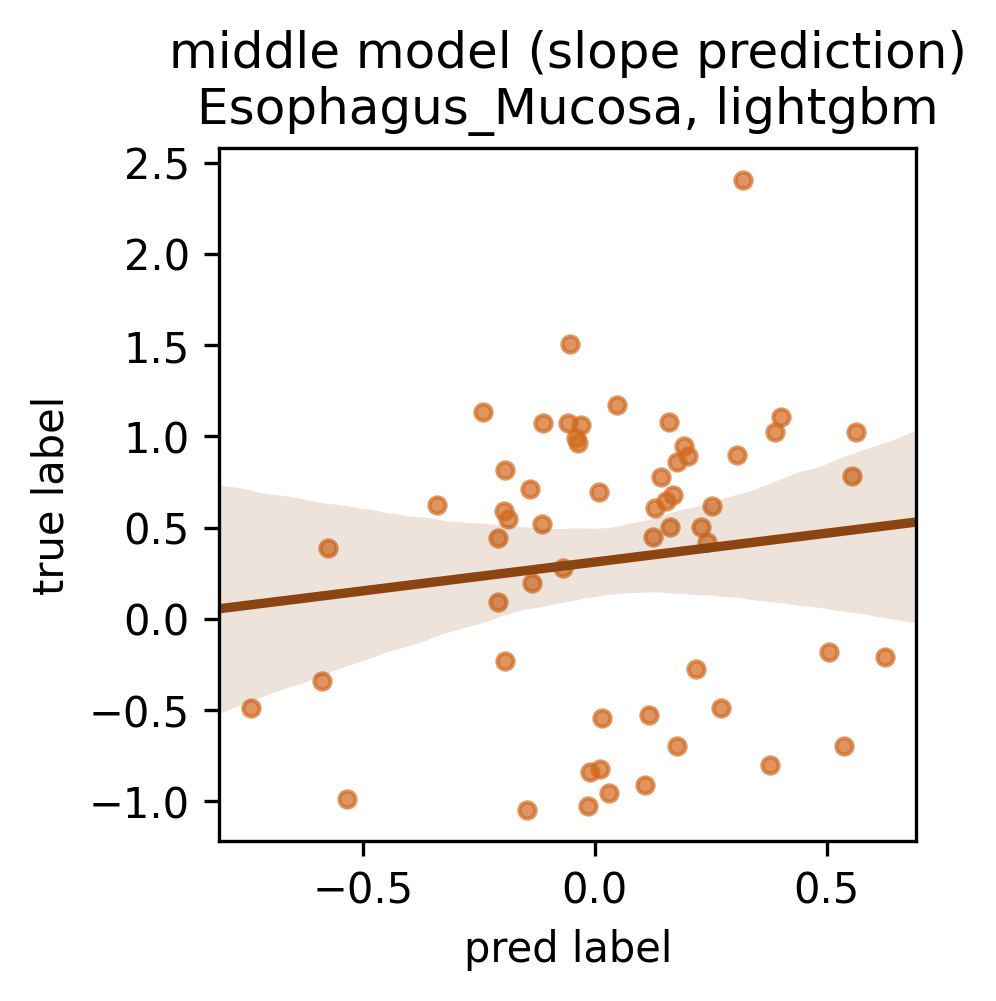 middle model (slope prediction)
Esophagus_Mucosa, lightgbm
2.5
2.0
1.5
1.0
0.5
0.0
−0.5
−1.0
true label
−0.5 0.0 0.5
pred label